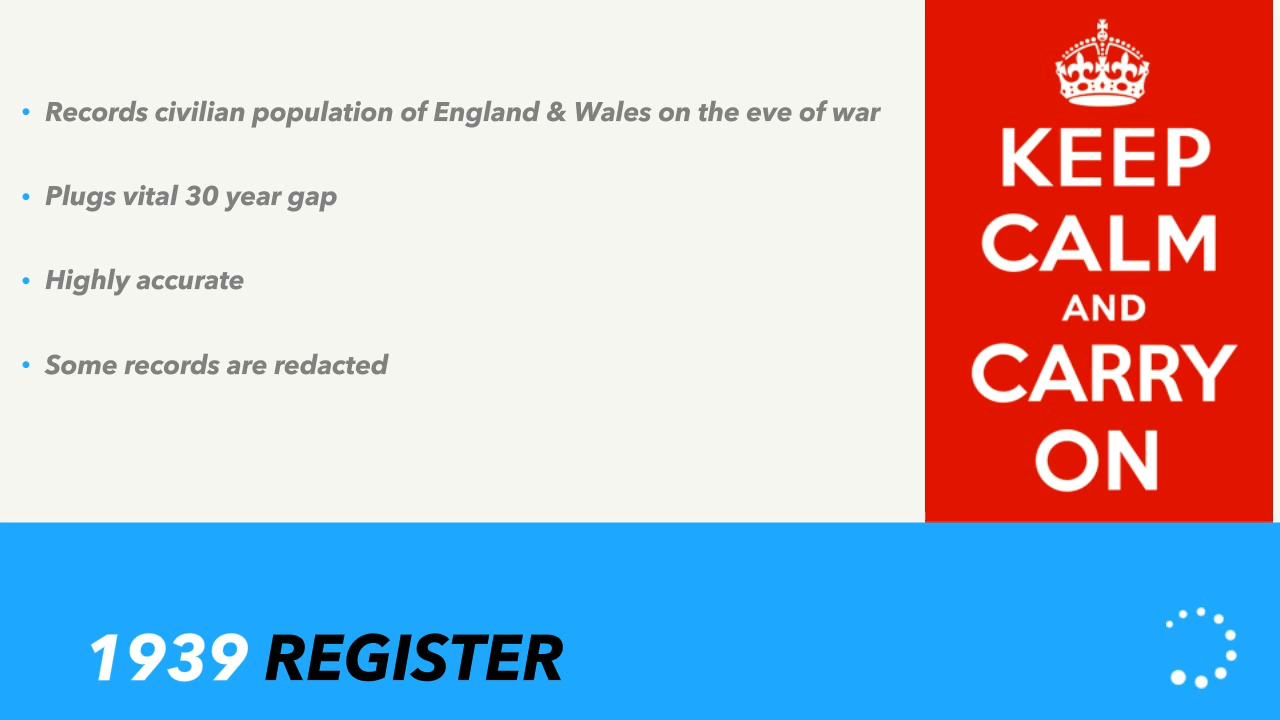 • Records civilian population of England & Wales on the eve of war
• Plugs vital 30 year gap
• Highly accurate
• Some records are redacted
KEEP
CALM
AND
CARRY
ON
1939 REGISTER